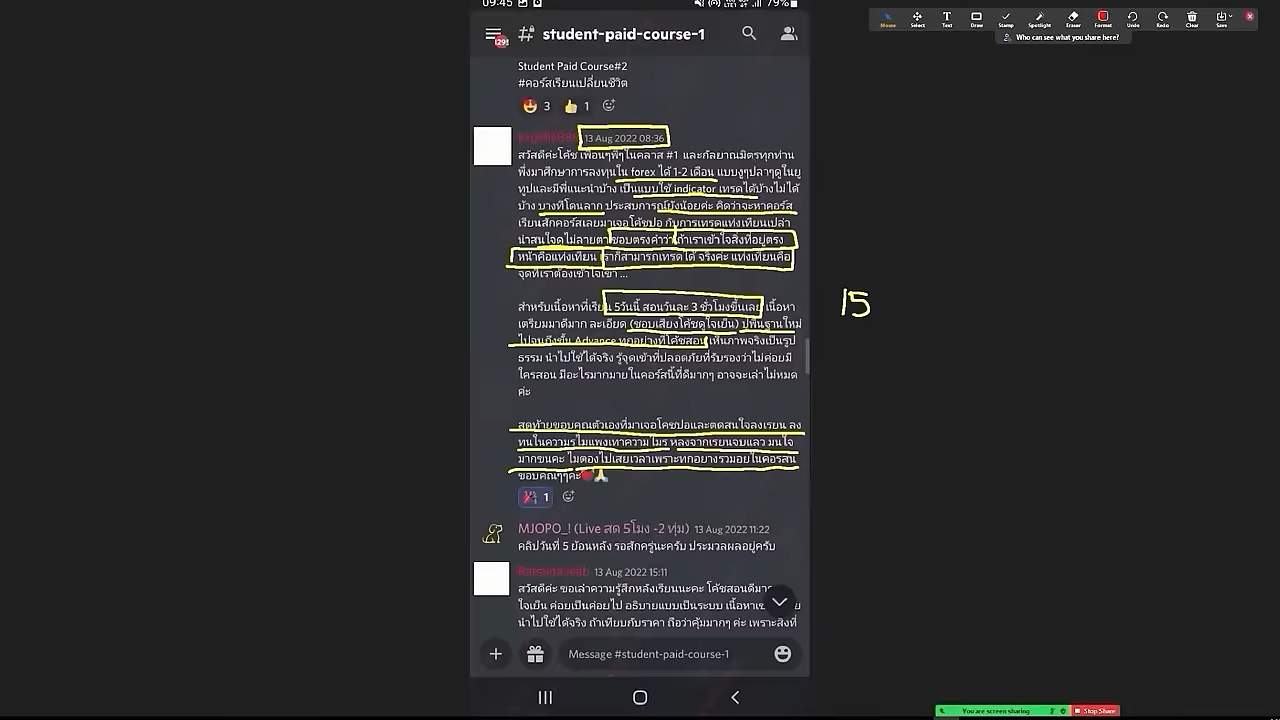 09:45
79%
Mouse Select Text Draw Stamp Spotlight Eraser Format Undo Redo Clear Save
Who can see what you share here?
# student-paid-course-1
Student Paid Course#2
#คอร์สเรียนเปลี่ยนชีวิต
3 1
13 Aug 2022 08:36
สวัสดีค่ะโค้ช เพื่อนๆพี่ๆในคลาส #1 และกัลยาณมิตรทุกท่าน
พึ่งมาศึกษาการลงทุนใน forex ได้ 1-2 เดือน แบบงูๆปลาๆดูในยู
ทูปและมีพี่แนะนำบ้าง เป็นแบบใช้ indicator เทรดได้บ้างไม่ได้
บ้าง บางทีโดนลาก ประสบการณ์ยังน้อยค่ะ คิดว่าจะหาคอร์ส
เรียนสักคอร์สเลยมาเจอโค้ชปอ กับการเทรดแท่งเทียนเปล่า
น่าสนใจดีไม่ลายตา ชอบตรงคำว่า ถ้าเราเข้าใจสิ่งที่อยู่ตรง
หน้าคือแท่งเทียน เราก็สามารถเทรดได้ จริงค่ะ แท่งเทียนคือ
จุดที่เราต้องเข้าใจเขา ...
สำหรับเนื้อหาที่เรียน 5วันนี้ สอนวันละ 3 ชั่วโมงขึ้นเลย เนื้อหา
15
เตรียมมาดีมาก ละเอียด (ชอบเสียงโค้ชดูใจเย็น) ปูพื้นฐานใหม่
ไปจนถึงขั้น Advance ทุกอย่างที่โค้ชสอน เห็นภาพจริงเป็นรูป
ธรรม นำไปใช้ได้จริง รู้จุดเข้าที่ปลอดภัยที่รับรองว่าไม่ค่อยมี
ใครสอน มีอะไรมากมายในคอร์สนี้ที่ดีมากๆ อาจจะเล่าไม่หมด
ค่ะ
สุดท้ายขอบคุณตัวเองที่มาเจอโค้ชปอและตัดสินใจลงเรียน ลง
ทุนในความรู้ไม่แพงเท่าความไม่รู้ หลังจากเรียนจบแล้ว มั่นใจ
มากขึ้นค่ะ ไม่ต้องไปเสียเวลาเพราะทุกอย่างรวมอยู่ในคอร์สนี้
ขอบคุณๆๆค่ะ
1
MJOPO_! (Live สด 5โมง -2 ทุ่ม) 13 Aug 2022 11:22
คลิปวันที่ 5 ย้อนหลัง รอสักครู่นะครับ ประมวลผลอยู่ครับ
13 Aug 2022 15:11
สวัสดีค่ะ ขอเล่าความรู้สึกหลังเรียนนะคะ โค้ชสอนดีมาก
ใจเย็น ค่อยเป็นค่อยไป อธิบายแบบเป็นระบบ
นำไปใช้ได้จริง ถ้าเทียบกับราคา ถือว่าคุ้มมากๆ ค่ะ เพราะสิ่งที่
Message #student-paid-course-1
You are screen sharing Stop Share